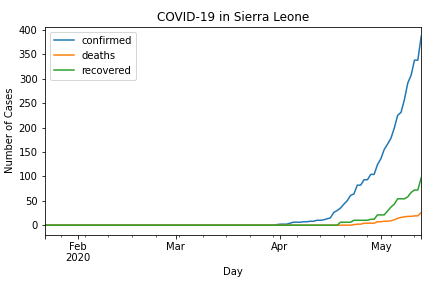 COVID-19 in Sierra Leone
confirmed
deaths
recovered
Number of Cases
400
350
300
250
200
150
100
50
0
Feb
2020
Mar
Apr
May
Day